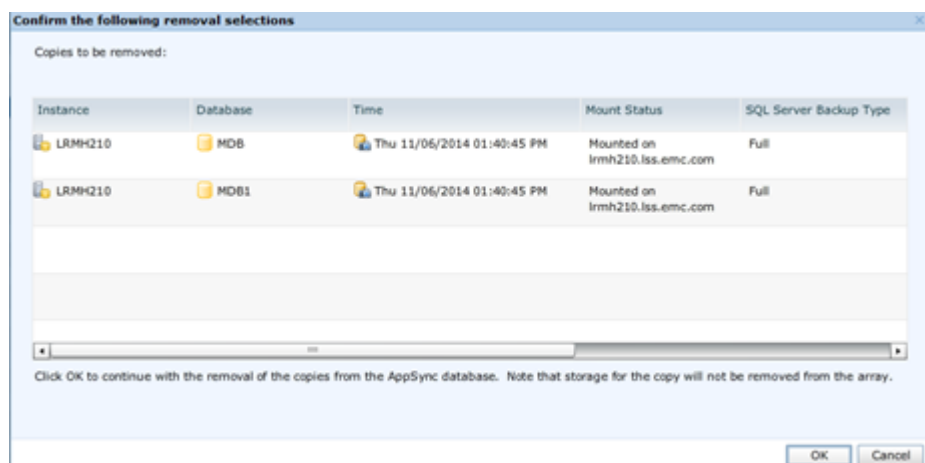 Confirm the following removal selections
Copies to be removed:
Instance Database Time Mount Status SQL Server Backup Type
LRMH210 MDB Thu 11/06/2014 01:40:45 PM Mounted on Full
lrmh210.lss.emc.com
LRMH210 MDB1 Thu 11/06/2014 01:40:45 PM Mounted on Full
lrmh210.lss.emc.com
Click OK to continue with the removal of the copies from the AppSync database. Note that storage for the copy will not be removed from the array.
OK Cancel